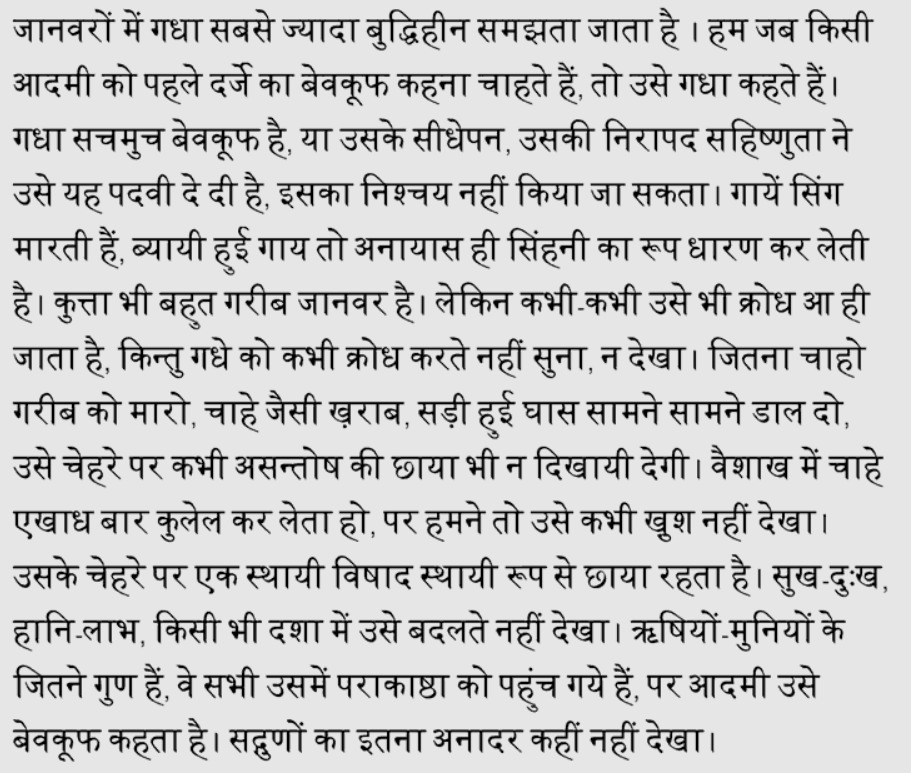 जानवरों में गधा सबसे ज्यादा बुद्धिहीन समझता जाता है । हम जब किसी
आदमी को पहले दर्जे का बेवकूफ कहना चाहते हैं, तो उसे गधा कहते हैं।
गधा सचमुच बेवकूफ है, या उसके सीधेपन, उसकी निरापद सहिष्णुता ने
उसे यह पदवी दे दी है, इसका निश्चय नहीं किया जा सकता। गायें सिंग
मारती हैं, ब्यायी हुई गाय तो अनायास ही सिंहनी का रूप धारण कर लेती
है। कुत्ता भी बहुत गरीब जानवर है। लेकिन कभी-कभी उसे भी क्रोध आ ही
जाता है, किन्तु गधे को कभी क्रोध करते नहीं सुना, न देखा। जितना चाहो
गरीब को मारो, चाहे जैसी ख़राब, सड़ी हुई घास सामने सामने डाल दो,
उसे चेहरे पर कभी असन्तोष की छाया भी न दिखायी देगी। वैशाख में चाहे
एखाध बार कुलेल कर लेता हो, पर हमने तो उसे कभी खुश नहीं देखा।
उसके चेहरे पर एक स्थायी विषाद स्थायी रूप से छाया रहता है। सुख-दुःख,
हानि-लाभ, किसी भी दशा में उसे बदलते नहीं देखा। ऋषियों-मुनियों के
जितने गुण हैं, वे सभी उसमें पराकाष्ठा को पहुंच गये हैं, पर आदमी उसे
बेवकूफ कहता है। सद्गुणों का इतना अनादर कहीं नहीं देखा।